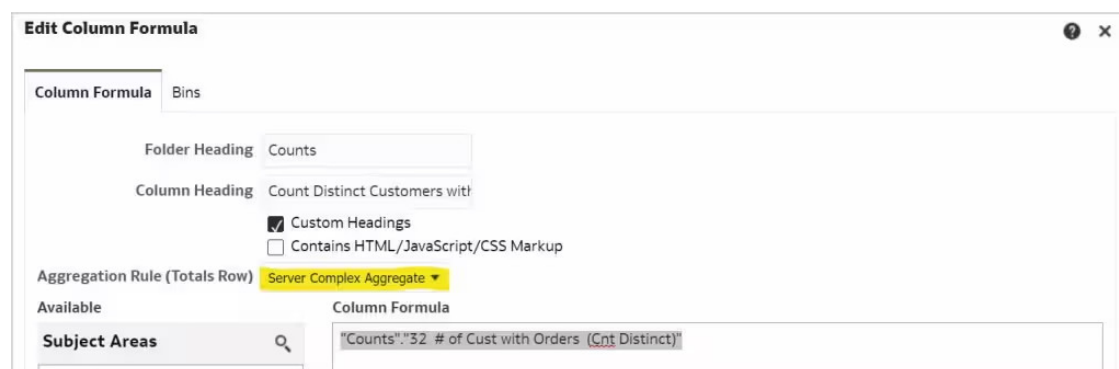 Edit Column Formula
Column Formula Bins
Folder Heading Counts
Column Heading Count Distinct Customers with
Custom Headings
Contains HTML/JavaScript/CSS Markup
Aggregation Rule (Totals Row) Server Complex Aggregate
Available Column Formula
Subject Areas "Counts"."32 # of Cust with Orders (Cnt Distinct)"